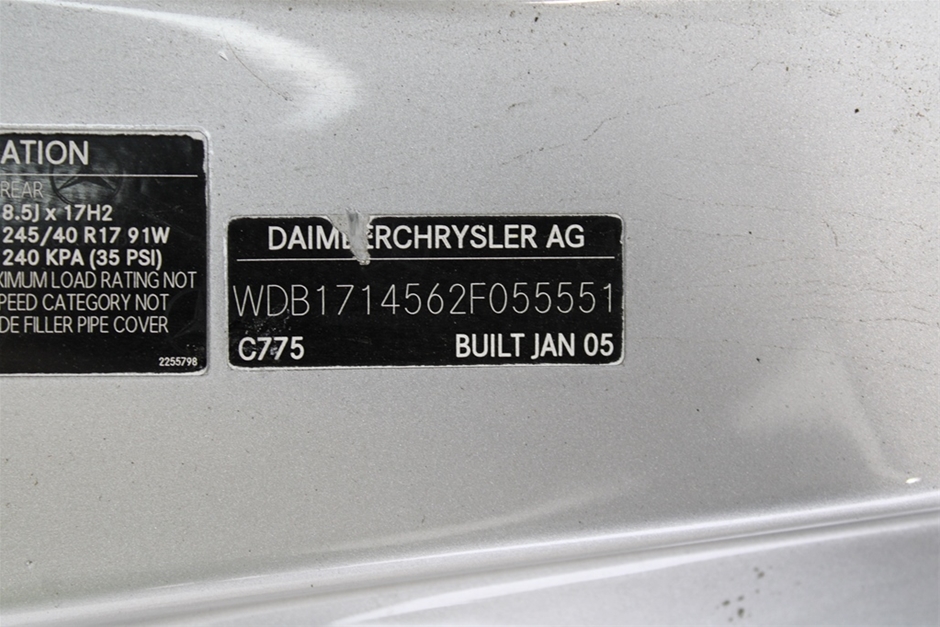 ATION
REAR
8.5J x 17H2
245/40 R17 91W
240 KPA (35 PSI)
XIMUM LOAD RATING NOT
PEED CATEGORY NOT
DE FILLER PIPE COVER
2255798
DAIMBERCHRYSLER AG
WDB1714562F055551
C775 BUILT JAN 05